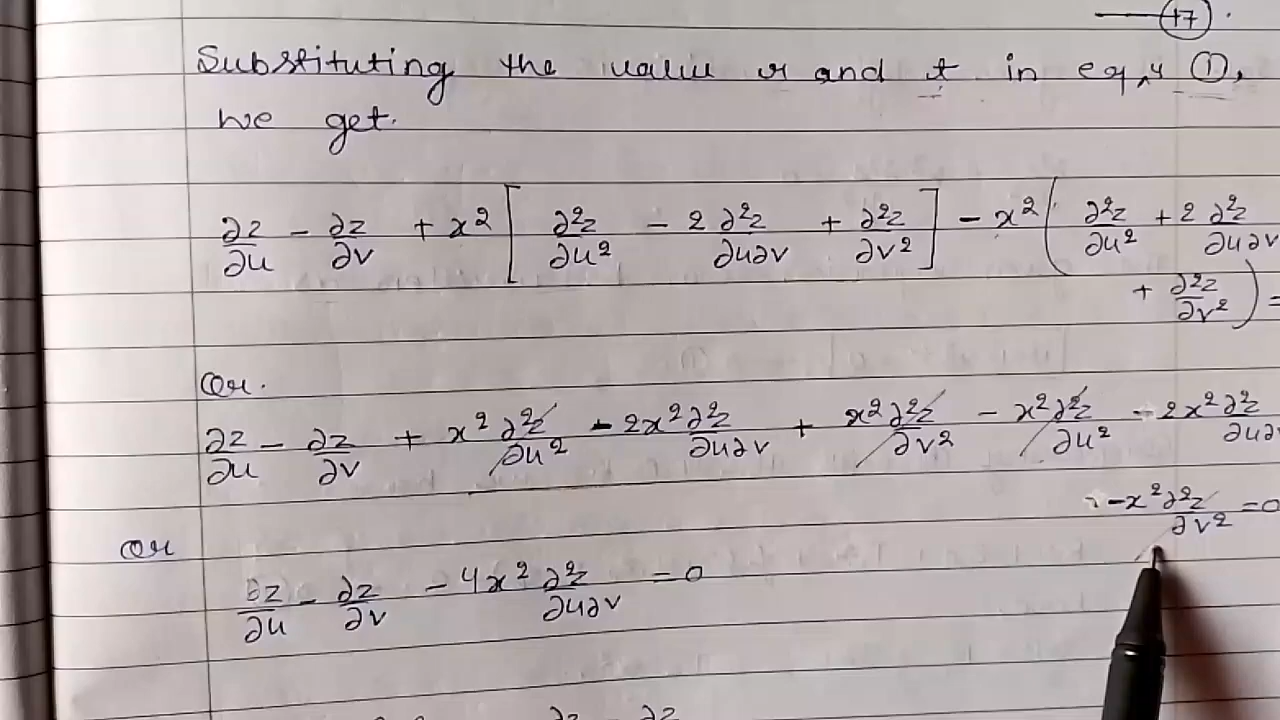 — (17) .
Substituting the value r and t in eqn (1),
we get.
∂z/∂u - ∂z/∂v + x² [ ∂²z/∂u² - 2 ∂²z/∂u∂v + ∂²z/∂v² ] - x² ( ∂²z/∂u² + 2 ∂²z/∂u∂v
+ ∂²z/∂v² ) =
Or.
∂z/∂u - ∂z/∂v + x² ∂²z/∂u² - 2x² ∂²z/∂u∂v + x² ∂²z/∂v² - x² ∂²z/∂u² - 2x² ∂²z/∂u∂
- x² ∂²z/∂v² = 0
Or
∂z/∂u - ∂z/∂v - 4x² ∂²z/∂u∂v = 0
∂z ∂z